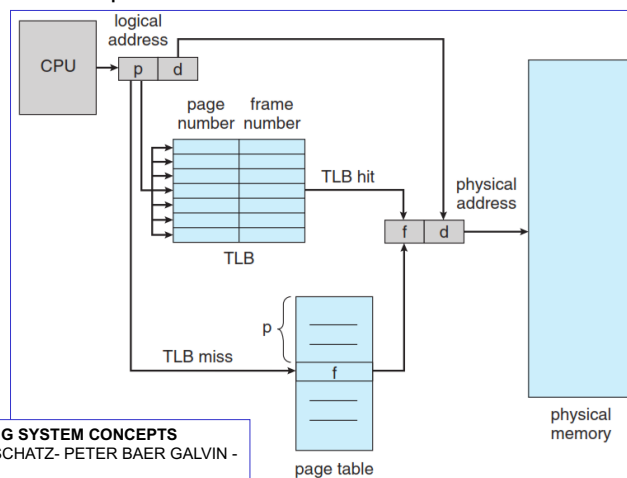 logical
address
CPU
p d
page frame
number number
TLB hit
physical
address
f d
TLB
p
TLB miss
f
physical
memory
G SYSTEM CONCEPTS
SCHATZ- PETER BAER GALVIN -
page table